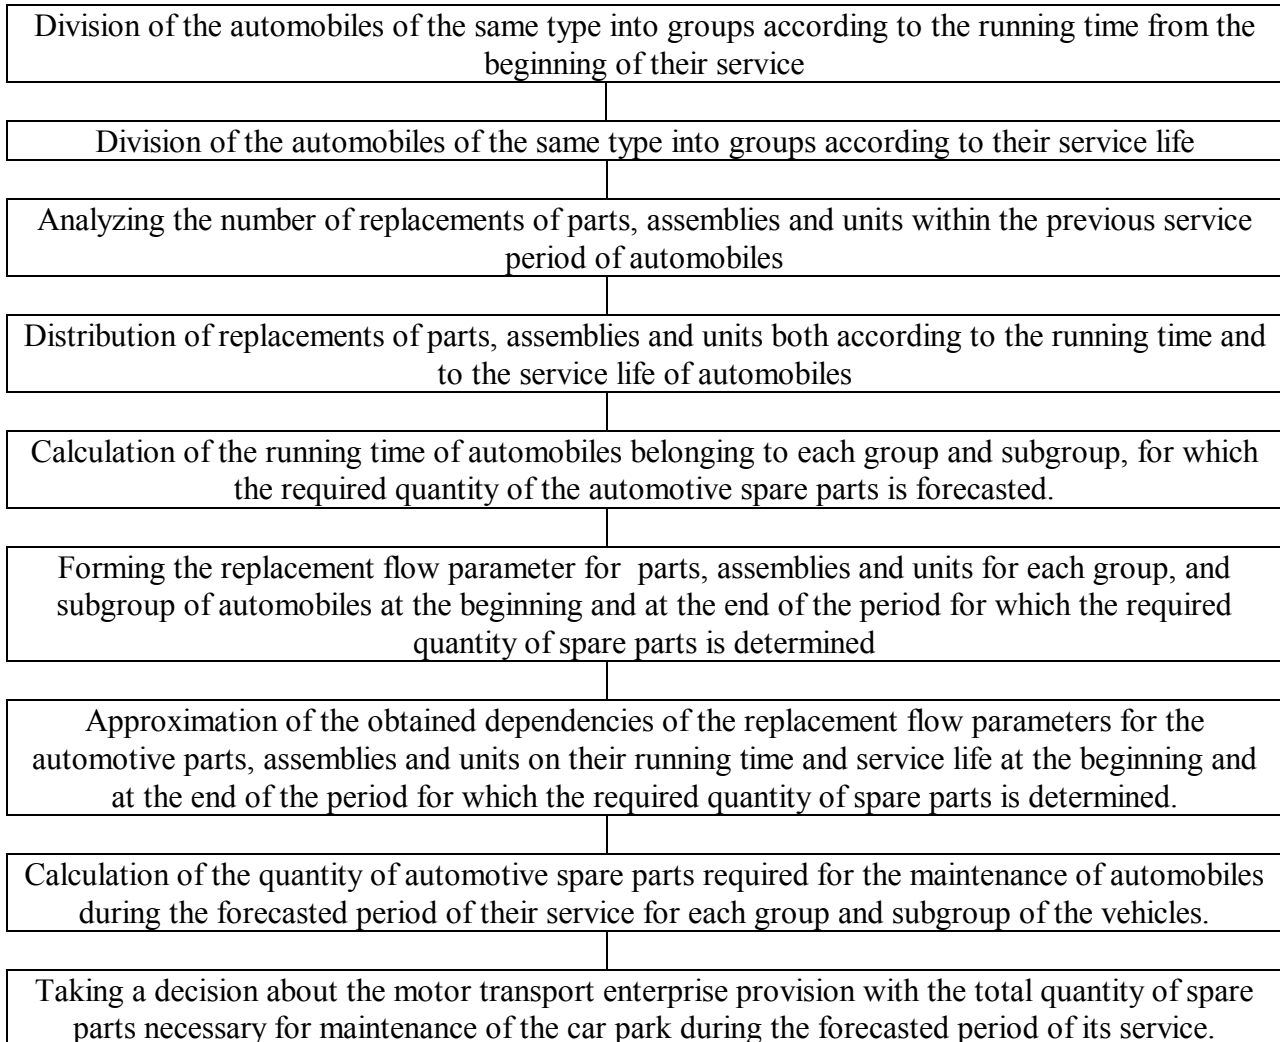 Division of the automobiles of the same type into groups according to the running time from the
beginning of their service
Division of the automobiles of the same type into groups according to their service life
Analyzing the number of replacements of parts, assemblies and units within the previous service
period of automobiles
Distribution of replacements of parts, assemblies and units both according to the running time and
to the service life of automobiles
Calculation of the running time of automobiles belonging to each group and subgroup, for which
the required quantity of the automotive spare parts is forecasted.
Forming the replacement flow parameter for  parts, assemblies and units for each group, and
subgroup of automobiles at the beginning and at the end of the period for which the required
quantity of spare parts is determined
Approximation of the obtained dependencies of the replacement flow parameters for the
automotive parts, assemblies and units on their running time and service life at the beginning and
at the end of the period for which the required quantity of spare parts is determined.
Calculation of the quantity of automotive spare parts required for the maintenance of automobiles
during the forecasted period of their service for each group and subgroup of the vehicles.
Taking a decision about the motor transport enterprise provision with the total quantity of spare
parts necessary for maintenance of the car park during the forecasted period of its service.